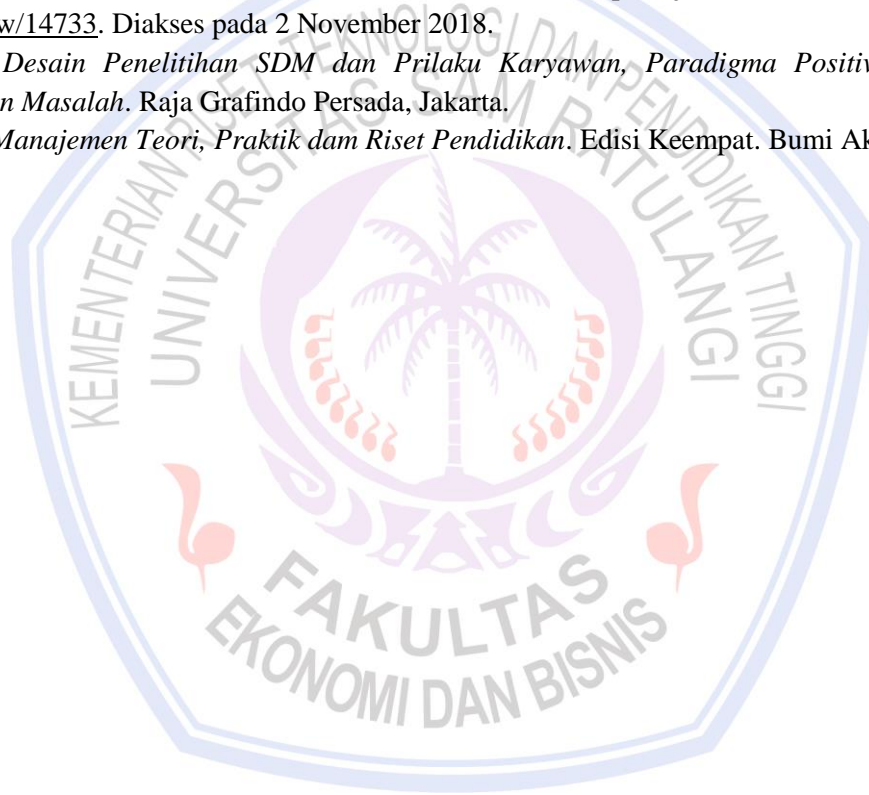 w/14733. Diakses pada 2 November 2018.
Desain Penelitihan SDM dan Prilaku Karyawan, Paradigma Positiv
n Masalah. Raja Grafindo Persada, Jakarta.
Manajemen Teori, Praktik dam Riset Pendidikan. Edisi Keempat. Bumi Ak
KEMENTERIAN RISET TEKNOLOGI DAN PENDIDIKAN TINGGI
UNIVERSITAS SAM RATULANGI
FAKULTAS
EKONOMI DAN BISNIS